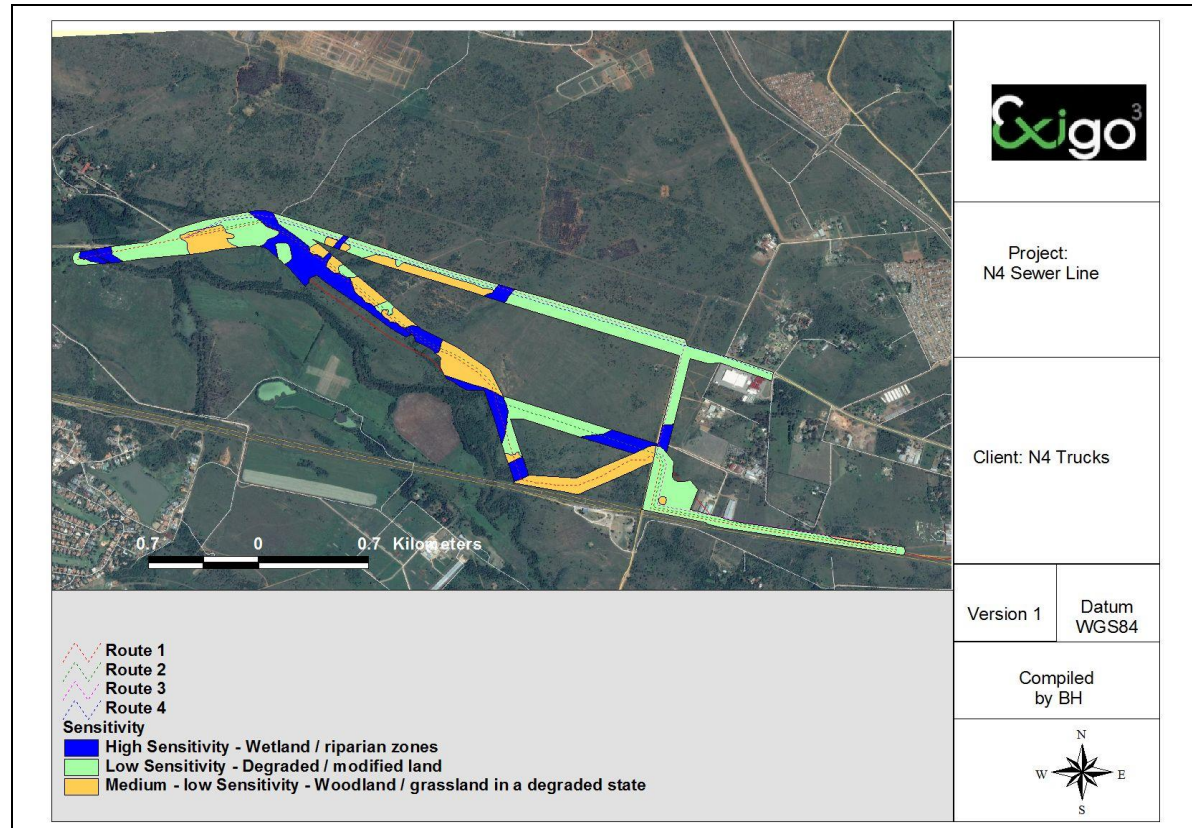 Exigo3
Project:
N4 Sewer Line
Client: N4 Trucks
Version 1
Datum
WGS84
Compiled
by BH
N
W
E
S
0.7
0
0.7 Kilometers
Route 1
Route 2
Route 3
Route 4
Sensitivity
High Sensitivity - Wetland / riparian zones
Low Sensitivity - Degraded / modified land
Medium - low Sensitivity - Woodland / grassland in a degraded state